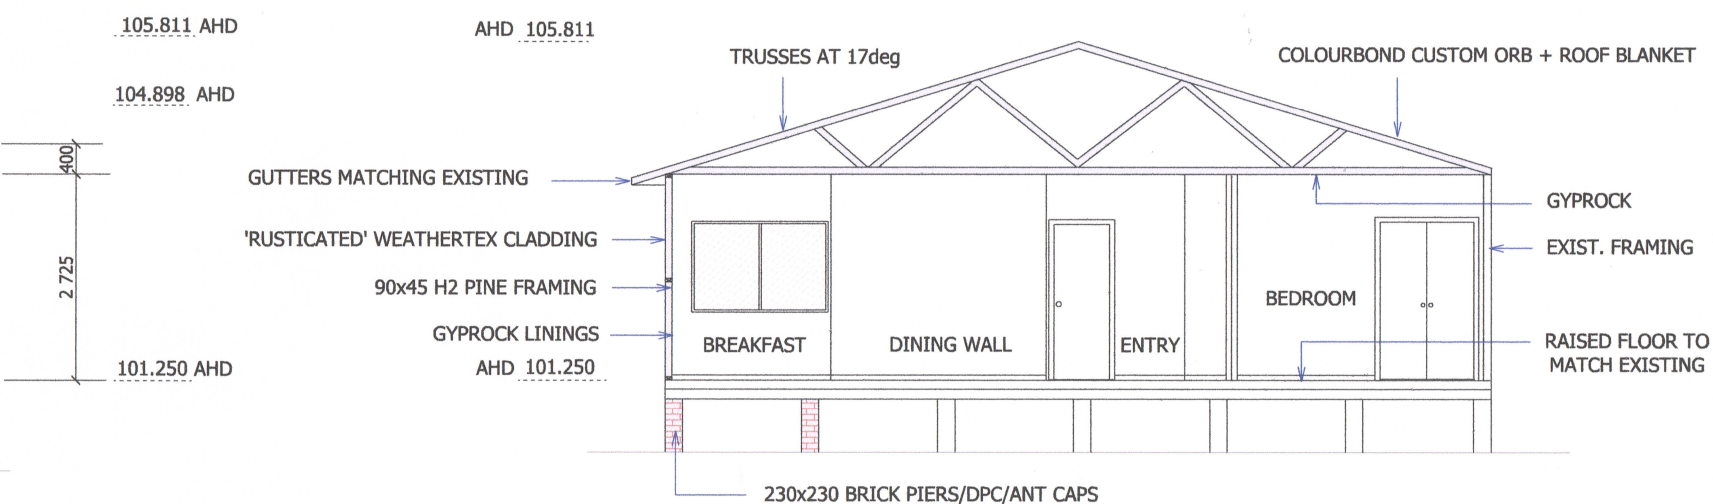 105.811 AHD
AHD 105.811
TRUSSES AT 17deg
COLOURBOND CUSTOM ORB + ROOF BLANKET
104.898 AHD
400
GUTTERS MATCHING EXISTING
GYPROCK
'RUSTICATED' WEATHERTEX CLADDING
EXIST. FRAMING
2 725
90x45 H2 PINE FRAMING
BEDROOM
GYPROCK LININGS
BREAKFAST
DINING WALL
ENTRY
RAISED FLOOR TO
MATCH EXISTING
101.250 AHD
AHD 101.250
230x230 BRICK PIERS/DPC/ANT CAPS